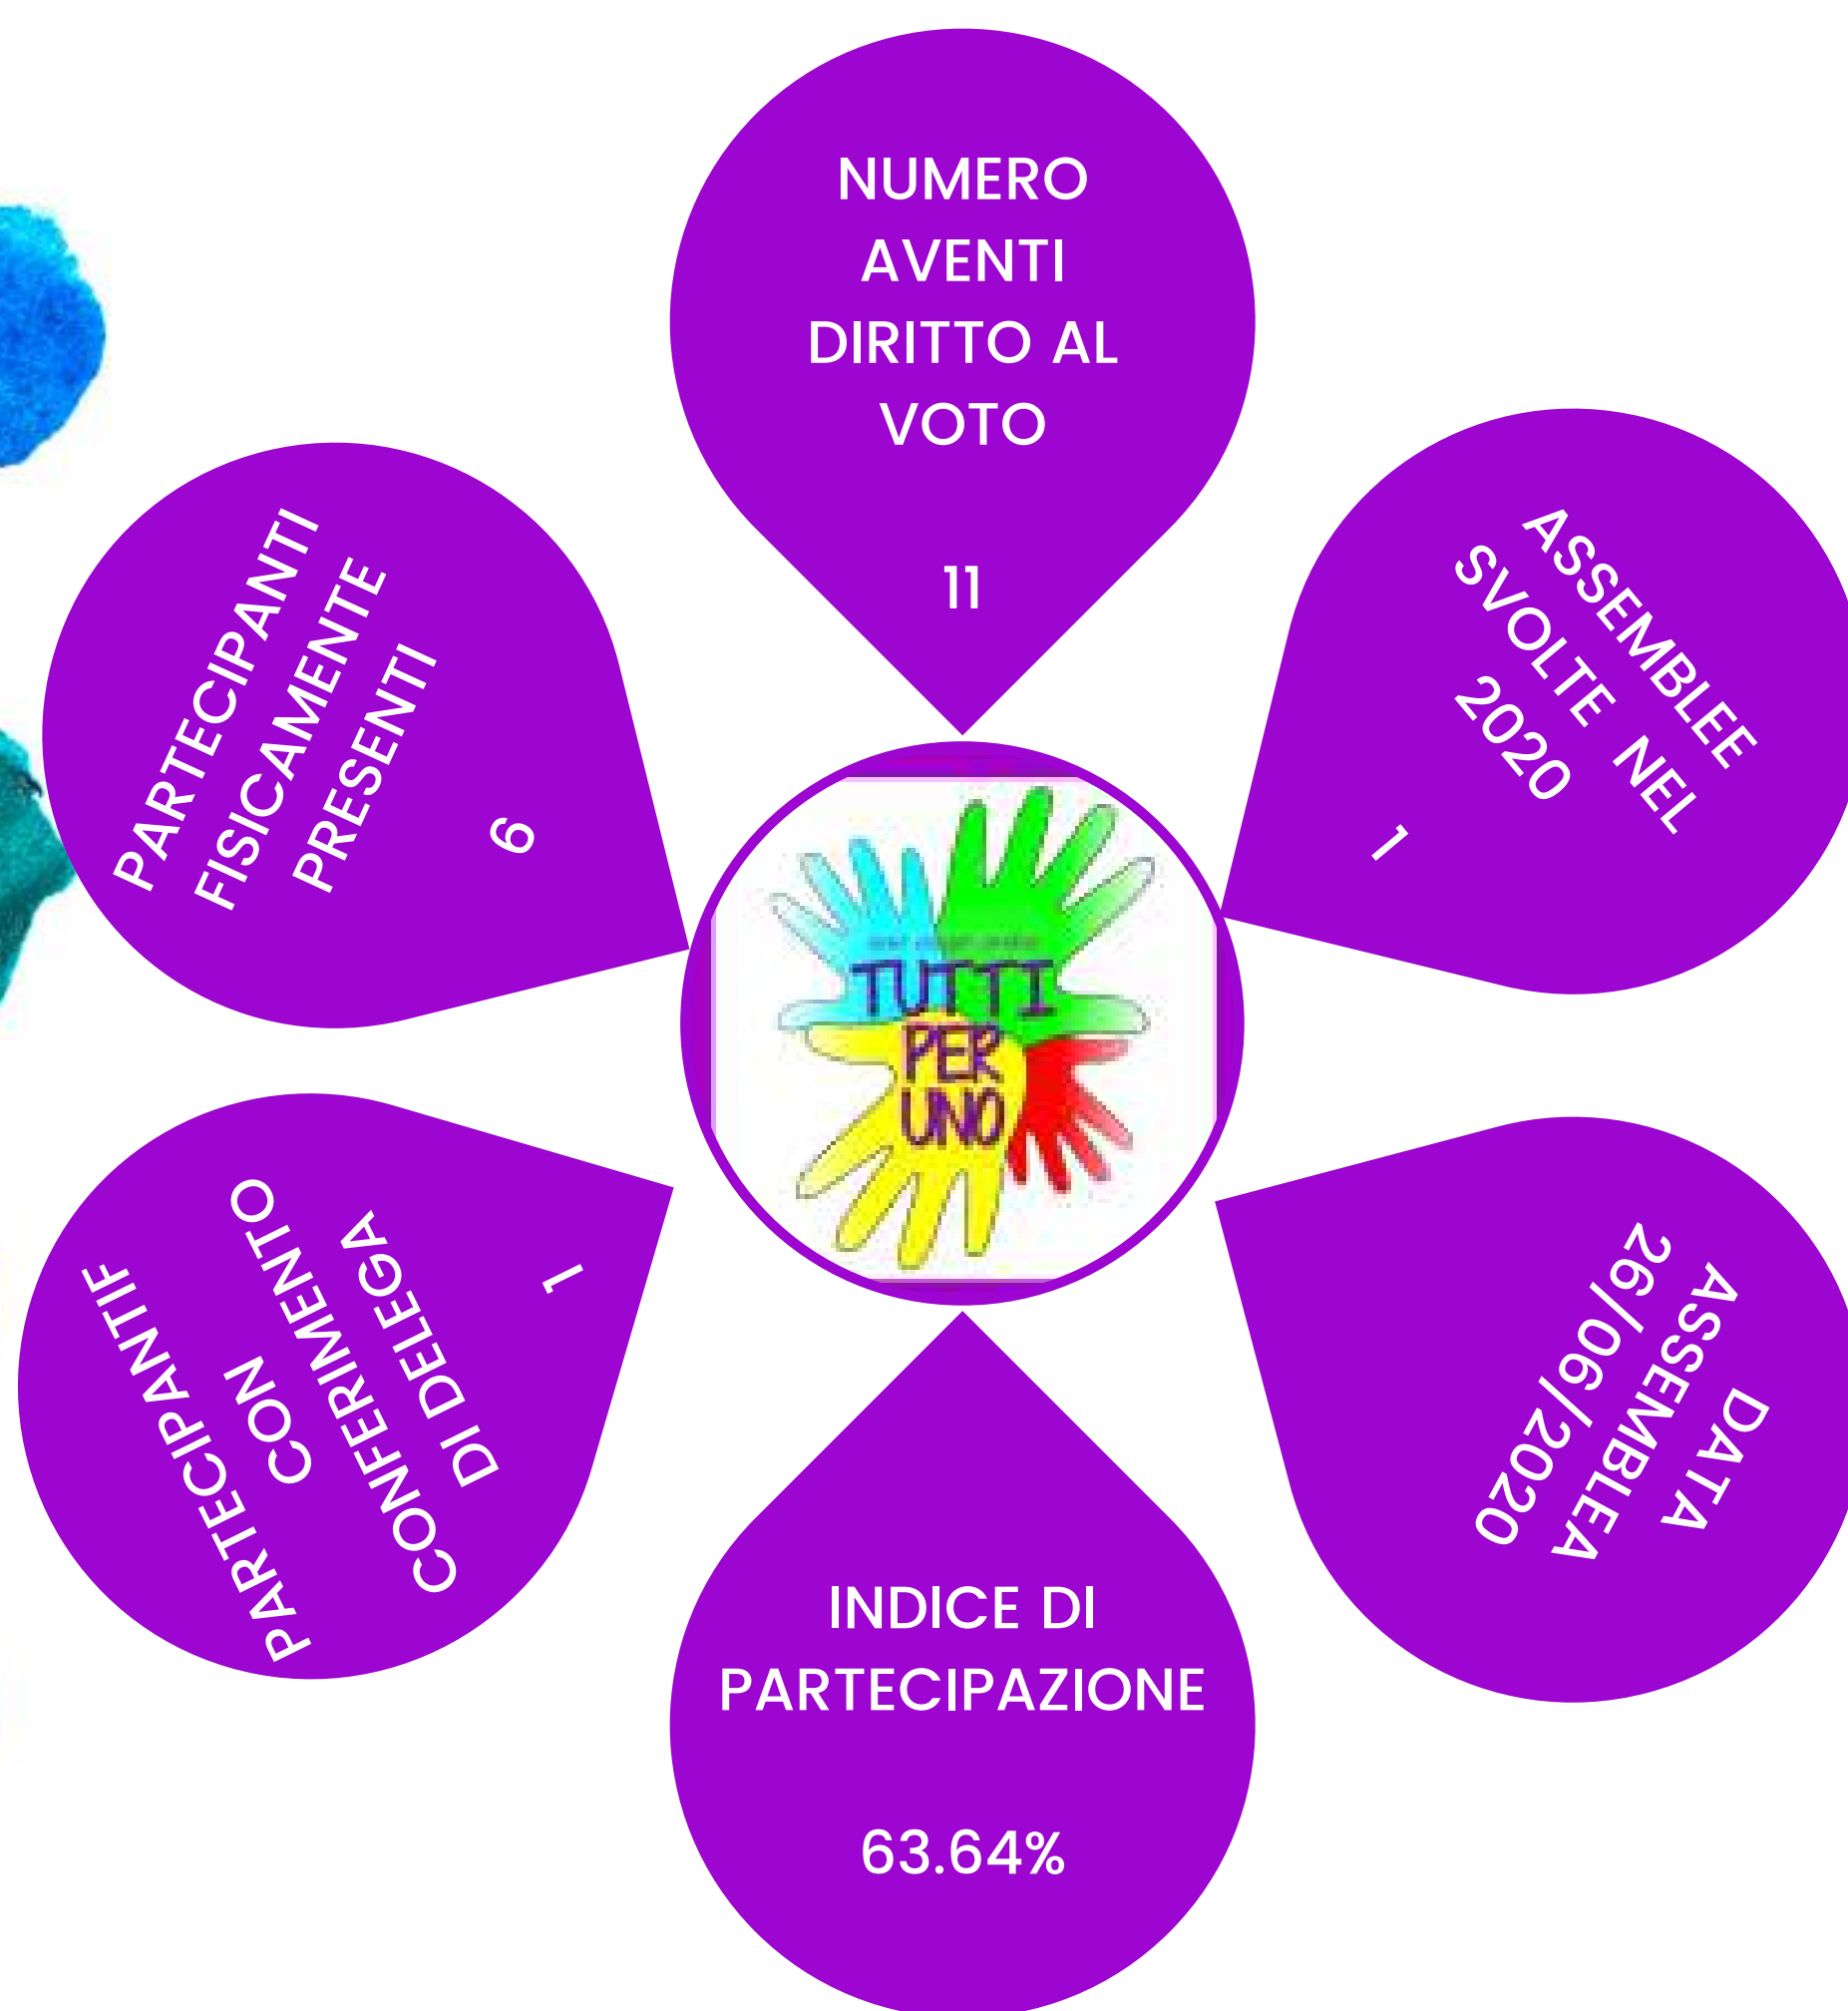 NUMERO
AVENTI
DIRITTO AL
VOTO
11
ASSEMBLEE
SVOLTE NEL
2020
1
DATA
ASSEMBLEA
26/06/2020
INDICE DI
PARTECIPAZIONE
63.64%
PARTECIPANTIF
CON
CONFERIMENTO
DI DELEGA
1
PARTECIPANTI
FISICAMENTE
PRESENTI
6
TUTTI
PER
UNO